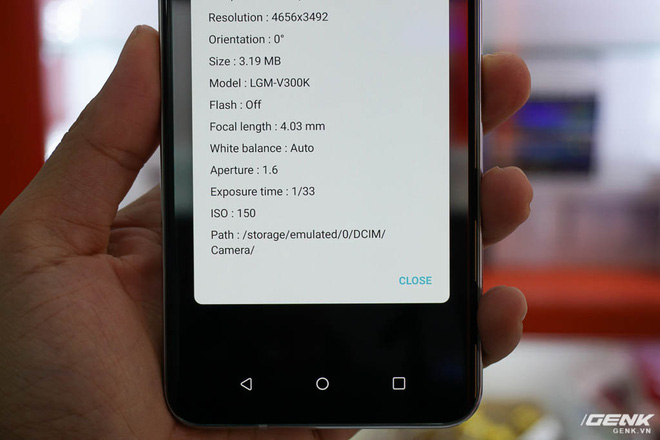 Resolution : 4656x3492
Orientation : 0°
Size : 3.19 MB
Model : LGM-V300K
Flash : Off
Focal length : 4.03 mm
White balance : Auto
Aperture : 1.6
Exposure time : 1/33
ISO : 150
Path : /storage/emulated/0/DCIM/
Camera/
CLOSE
GENK
GENK.VN